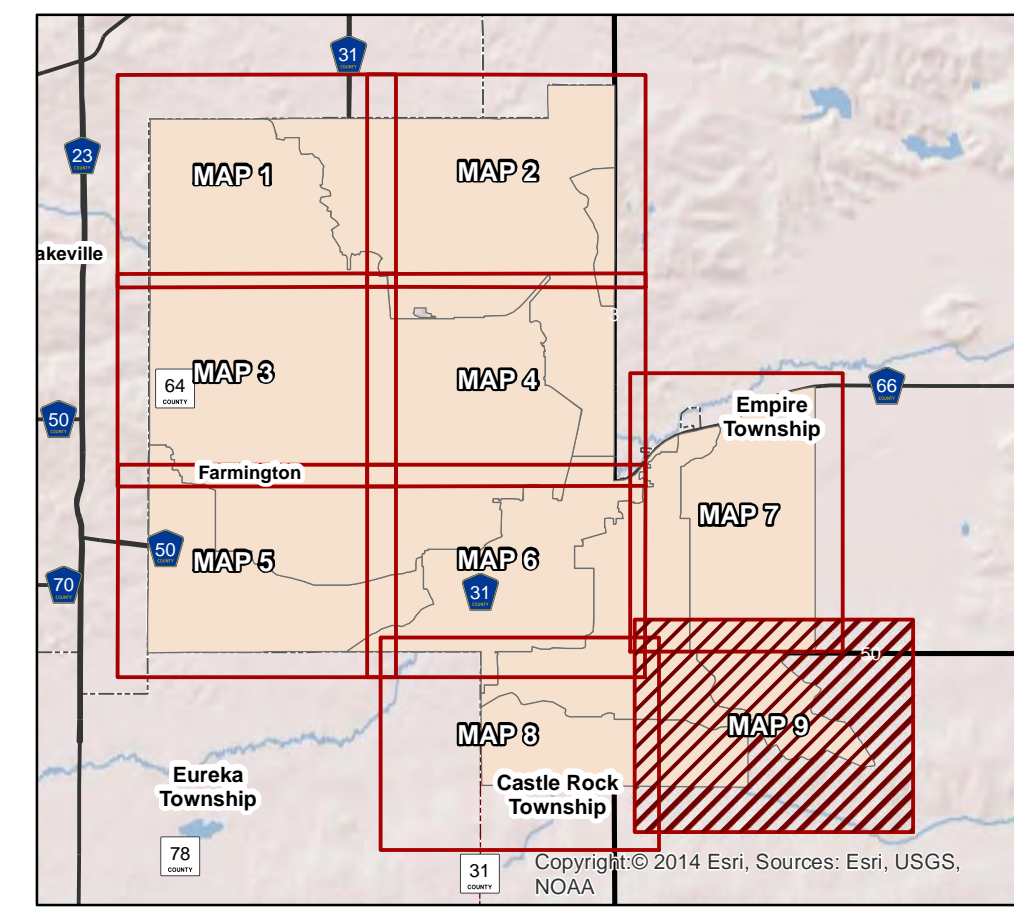 31
COUNTY
23
COUNTY
MAP 1
MAP 2
akeville
MAP 3
MAP 4
64
COUNTY
50
COUNTY
66
COUNTY
Empire
Township
Farmington
MAP 7
50
COUNTY
MAP 5
MAP 6
31
COUNTY
70
COUNTY
50
MAP 8
MAP 9
Eureka
Township
Castle Rock
Township
78
COUNTY
31
COUNTY
Copyright:© 2014 Esri, Sources: Esri, USGS,
NOAA